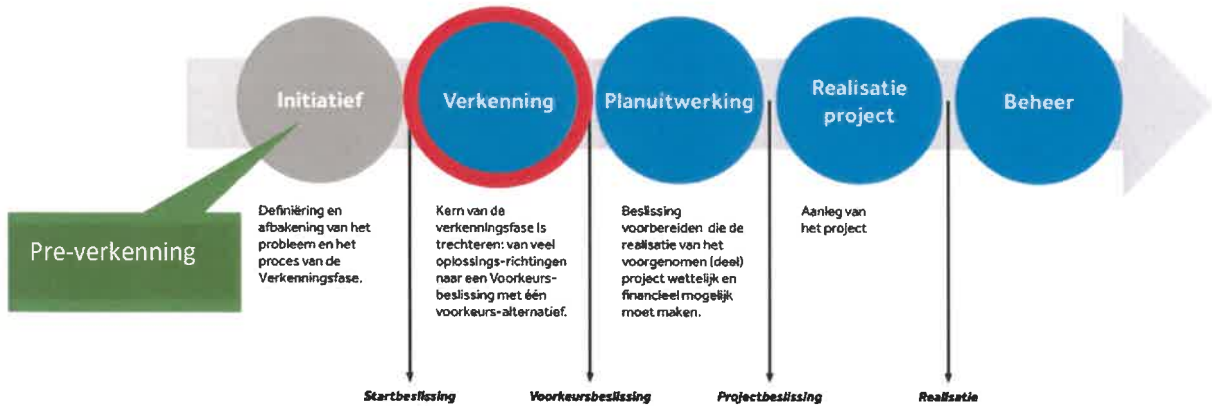 Initiatief
Verkenning
Planuitwerking
Realisatie
project
Beheer
Pre-verkenning
Definiëring en
afbakening van het
probleem en het
proces van de
Verkenningsfase.
Kern van de
verkenningsfase is
trechteren: van veel
oplossings-richtingen
naar een Voorkeurs-
beslissing met één
voorkeurs-alternatief.
Beslissing
voorbereiden die de
realisatie van het
voorgenomen (deel)
project wettelijk en
financieel mogelijk
moet maken.
Aanleg van
het project
Startbeslissing
Voorkeursbeslissing
Projectbeslissing
Realisatie